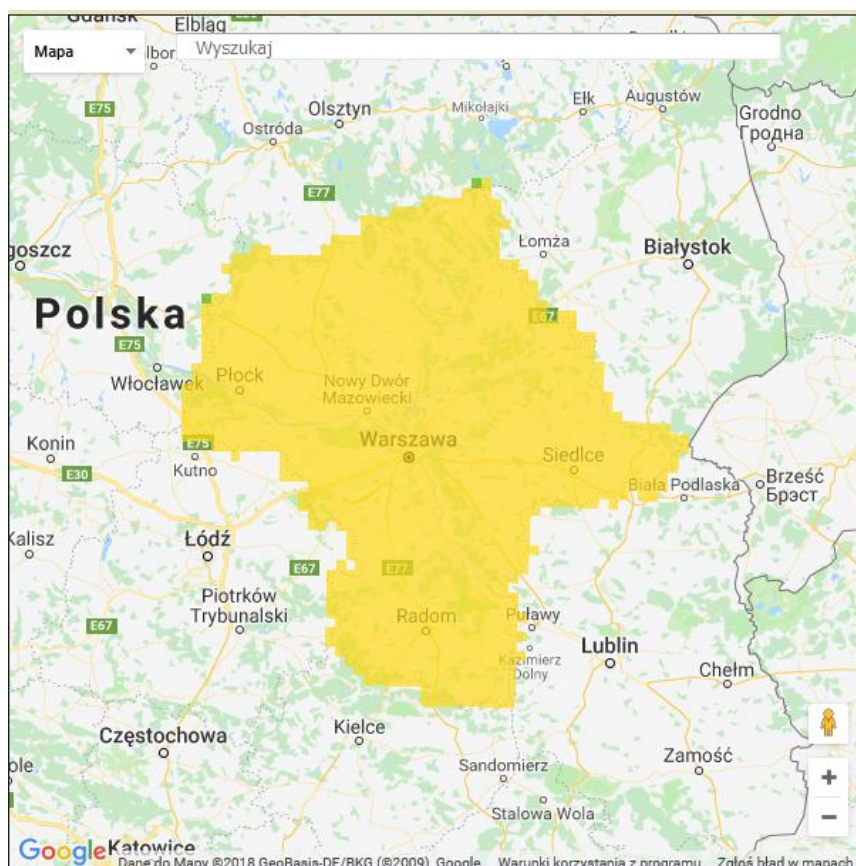 Gdańsk
Elbląg
Mapa
Wyszukaj
E75
Olsztyn
Mikołajki
Ełk
Augustów
Ostróda
Grodno
Гродна
E77
Łomża
Białystok
goszcz
Polska
E67
E75
Włocławek
Płock
Nowy Dwór
Mazowiecki
Warszawa
Konin
E75
Kutno
E30
Siedlce
Biała Podlaska
Brześć
Брэст
Kalisz
Łódź
E67
E77
Piotrków
Trybunalski
E67
Radom
Puławy
Kazimierz
Dolny
Lublin
Chełm
Kielce
Częstochowa
Sandomierz
Zamość
ole
Stalowa Wola
Google
Katowice
Dane do Mapy ©2018 GeoBasis-DE/BKG (©2009), Google
Warunki korzystania z programu
Zgłoś błąd w mapach